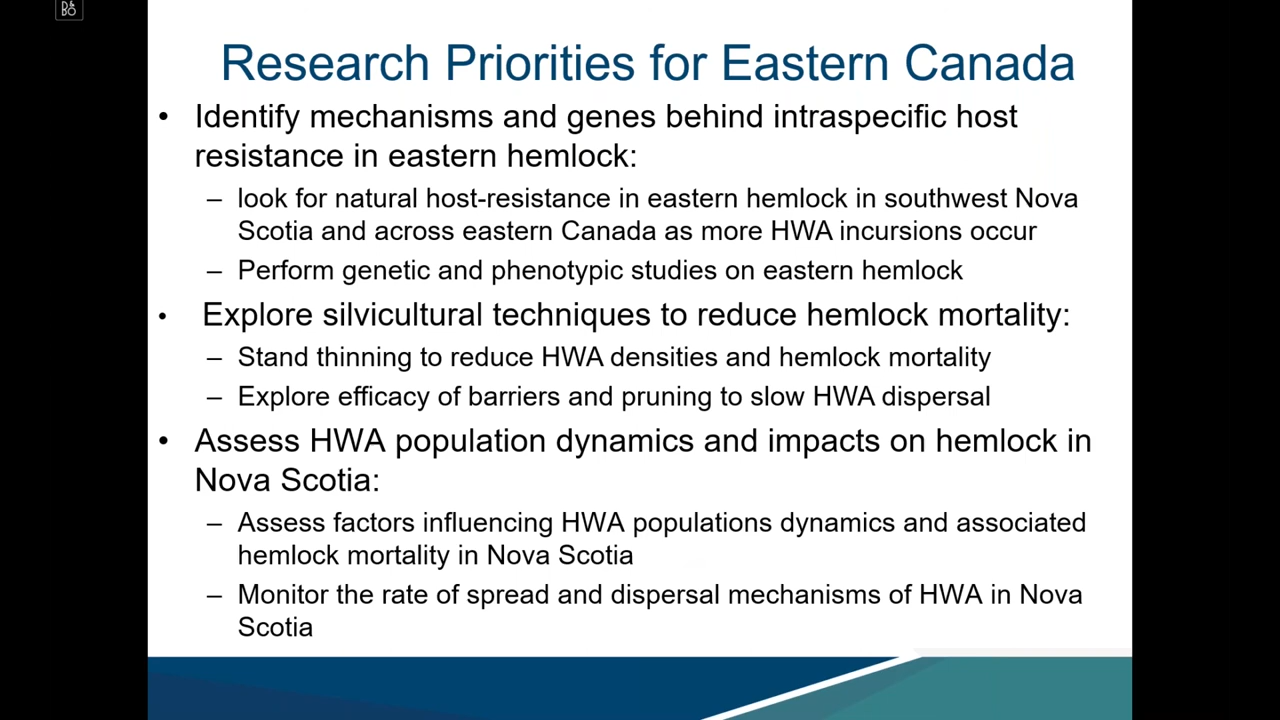 B&O
Research Priorities for Eastern Canada
• Identify mechanisms and genes behind intraspecific host
resistance in eastern hemlock:
– look for natural host-resistance in eastern hemlock in southwest Nova
Scotia and across eastern Canada as more HWA incursions occur
– Perform genetic and phenotypic studies on eastern hemlock
• Explore silvicultural techniques to reduce hemlock mortality:
– Stand thinning to reduce HWA densities and hemlock mortality
– Explore efficacy of barriers and pruning to slow HWA dispersal
• Assess HWA population dynamics and impacts on hemlock in
Nova Scotia:
– Assess factors influencing HWA populations dynamics and associated
hemlock mortality in Nova Scotia
– Monitor the rate of spread and dispersal mechanisms of HWA in Nova
Scotia